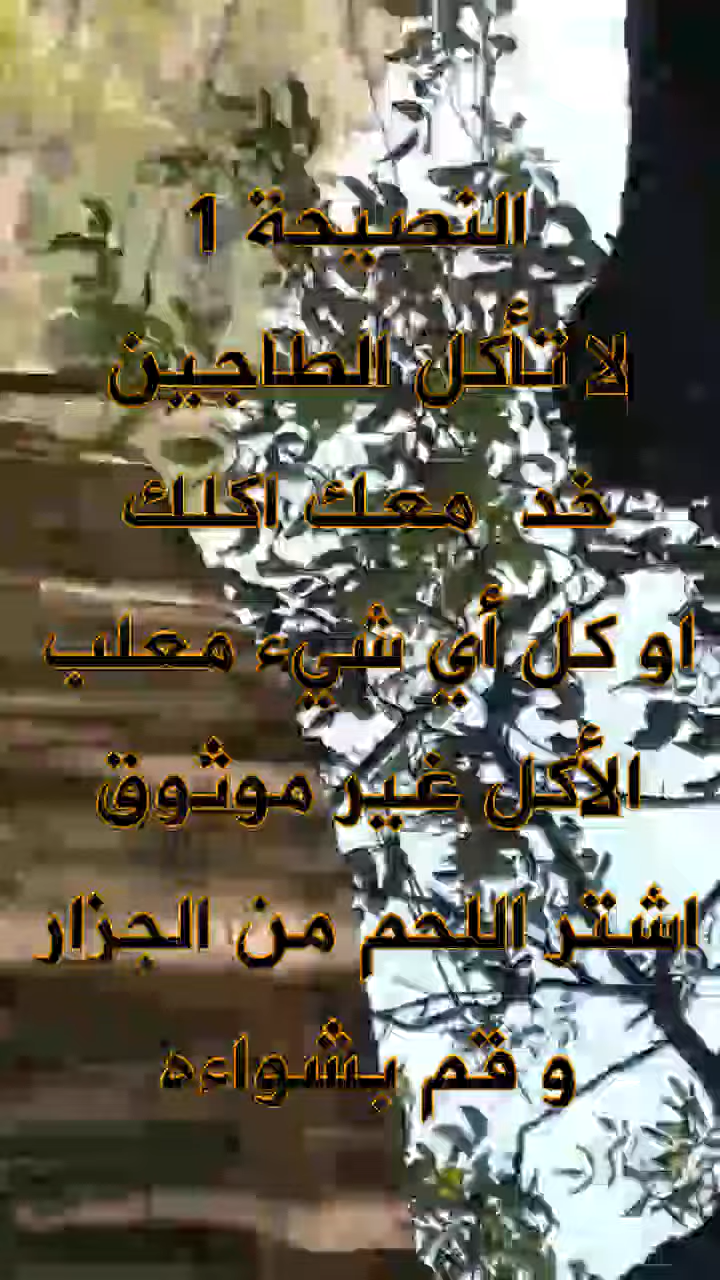 النصيحة 1
لا تأكل الطاجين
خد معك اكلك
او كل أي شيء معلب
الأكل غير موثوق
اشتر اللحم من الجزار
و قم بشواءه